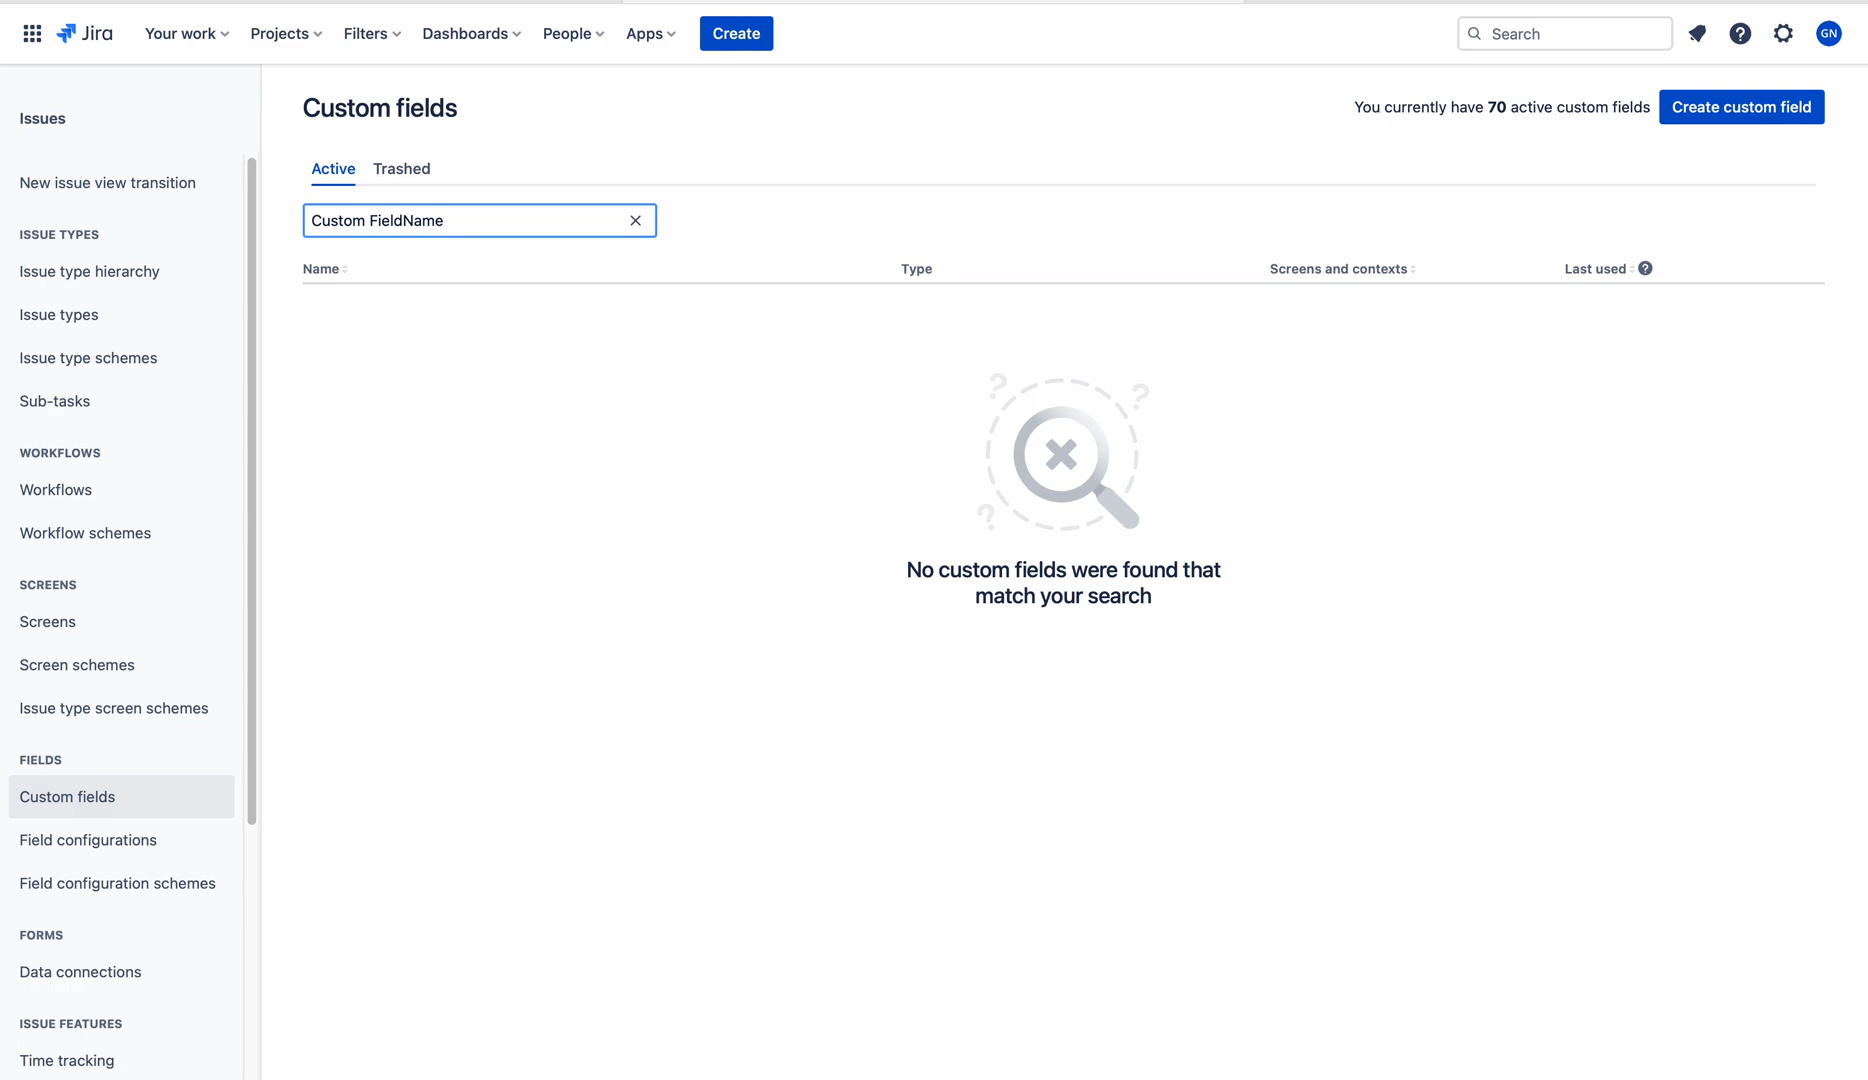 Jira
Your work
Projects
Filters
Dashboards
People
Apps
Create
Search
GN
Issues
New issue view transition
ISSUE TYPES
Issue type hierarchy
Issue types
Issue type schemes
Sub-tasks
WORKFLOWS
Workflows
Workflow schemes
SCREENS
Screens
Screen schemes
Issue type screen schemes
FIELDS
Custom fields
Field configurations
Field configuration schemes
FORMS
Data connections
ISSUE FEATURES
Time tracking
Custom fields
You currently have 70 active custom fields
Create custom field
Active
Trashed
Custom FieldName
Name
Type
Screens and contexts
Last used
No custom fields were found that
match your search